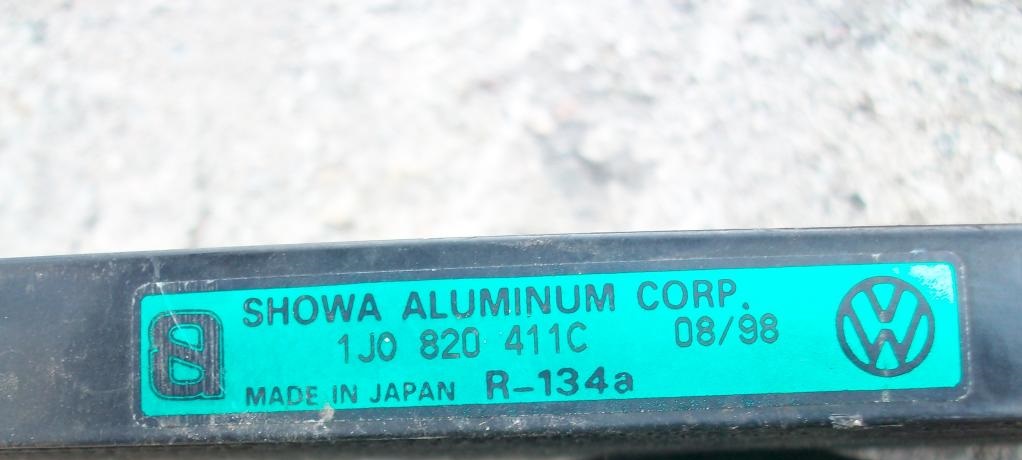 SHOWA ALUMINUM CORP.
1J0 820 411C 08/98
MADE IN JAPAN R-134a